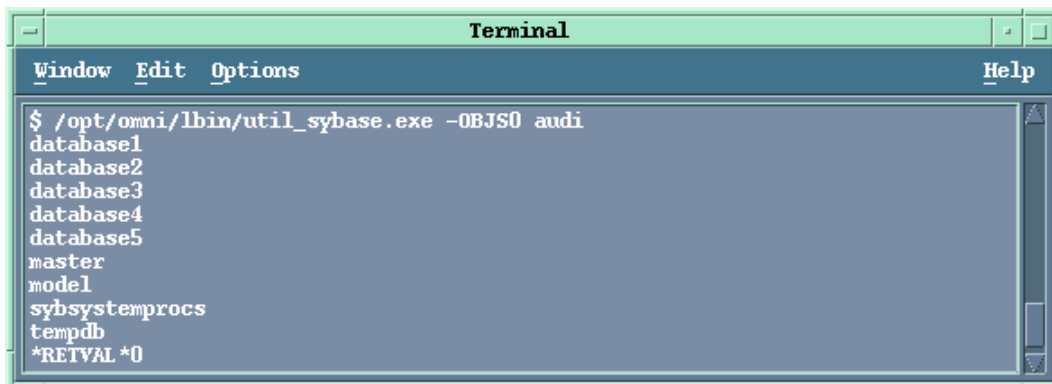 Terminal
Window Edit Options Help
$ /opt/omni/lbin/util_sybase.exe -OBJS0 audi
database1
database2
database3
database4
database5
master
model
sybsystemprocs
tempdb
*RETVAL*0